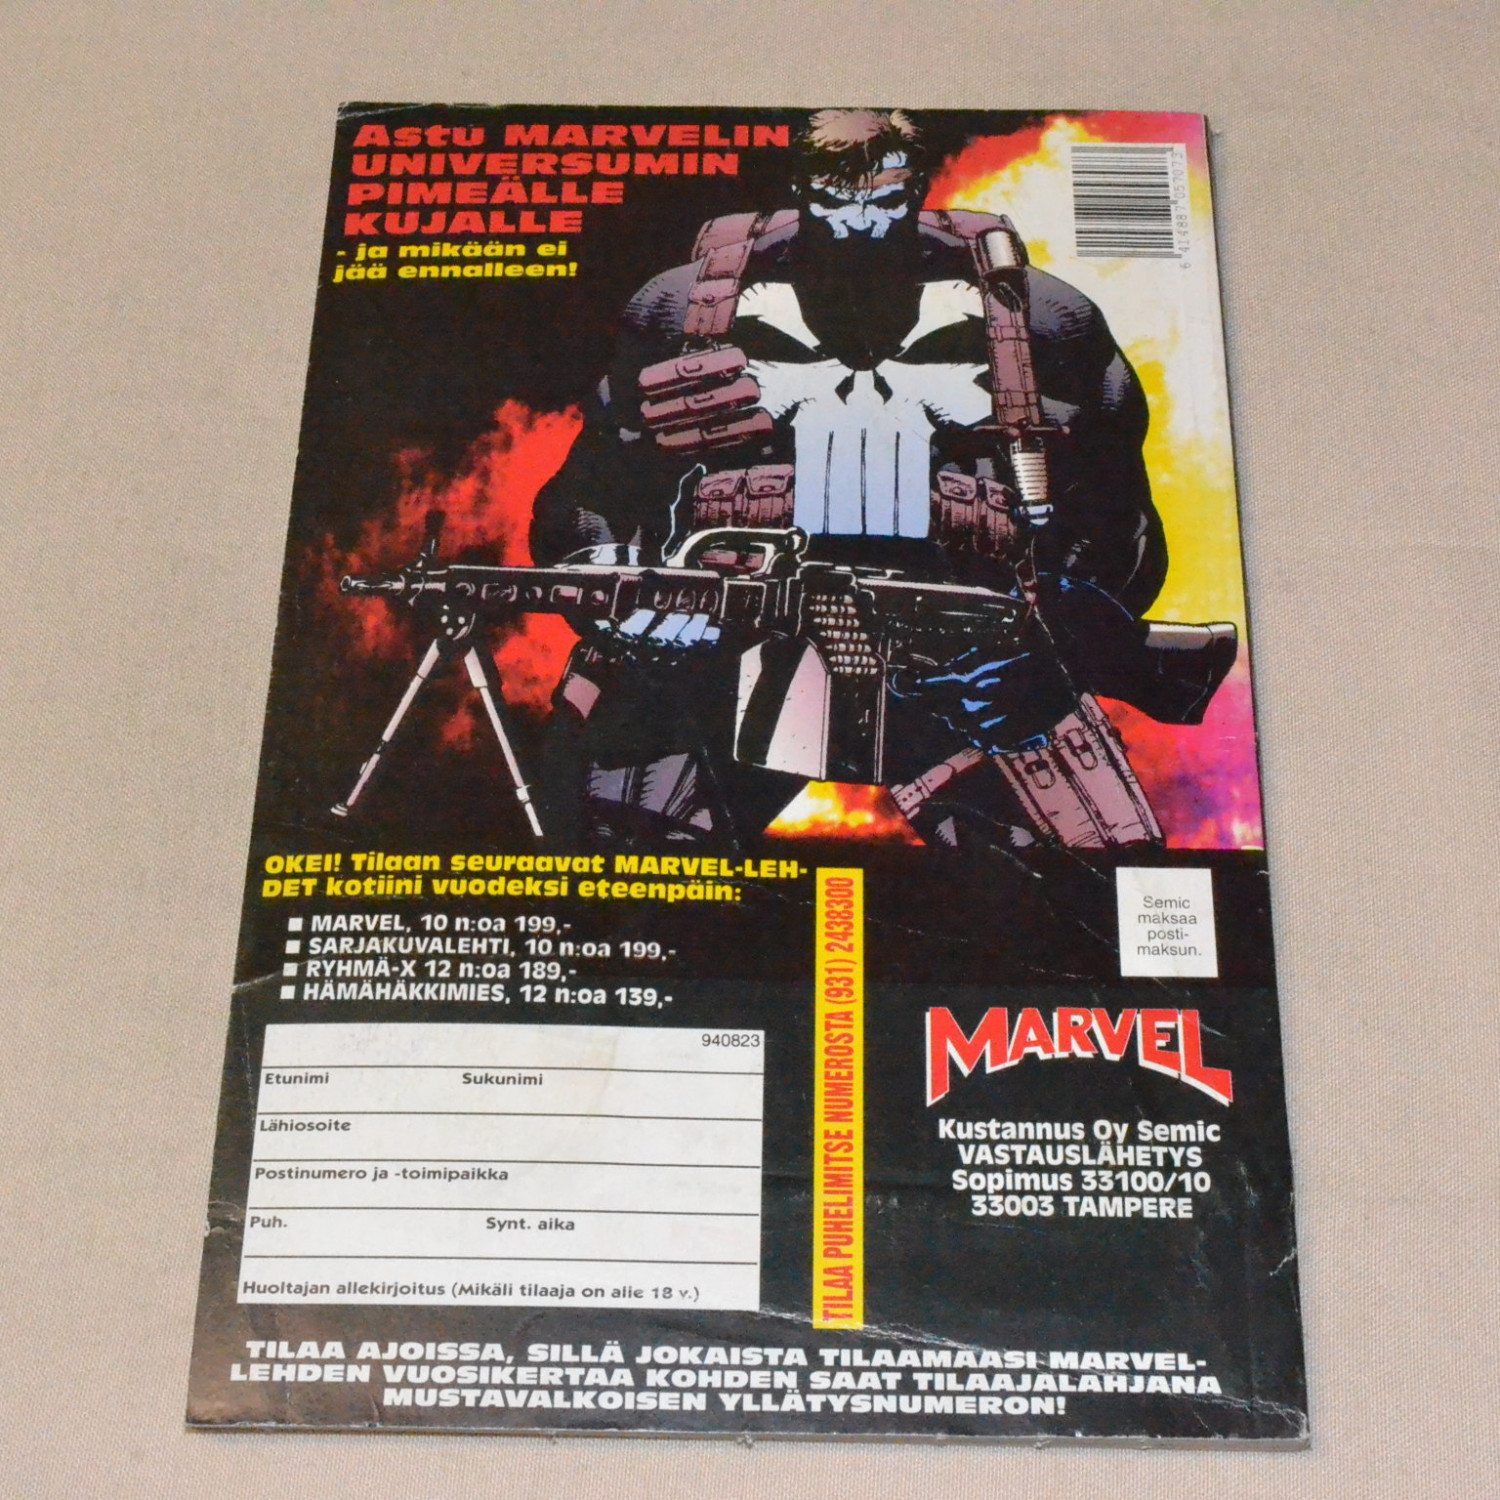 Astu MARVELIN
UNIVERSUMIN
PIMEÄLLE
KUJALLE
- ja mikään ei
jää ennalleen!
6 414887 057073
OKEI! Tilaan seuraavat MARVEL-LEH-
DET kotiini vuodeksi eteenpäin:
■ MARVEL, 10 n:oa 199,-
■ SARJAKUVALEHTI, 10 n:oa 199,-
■ RYHMÄ-X 12 n:oa 189,-
■ HÄMÄHÄKKIMIES, 12 n:oa 139,-
940823
Etunimi Sukunimi
Lähiosoite
Postinumero ja -toimipaikka
Puh. Synt. aika
Huoltajan allekirjoitus (Mikäli tilaaja on alle 18 v.)
TILAA PUHELIMITSE NUMEROSTA (931) 2438300
Semic
maksaa
posti-
maksun.
MARVEL
Kustannus Oy Semic
VASTAUSLÄHETYS
Sopimus 33100/10
33003 TAMPERE
TILAA AJOISSA, SILLÄ JOKAISTA TILAAMAASI MARVEL-
LEHDEN VUOSIKERTAA KOHDEN SAAT TILAAJALAHJANA
MUSTAVALKOISEN YLLÄTYSNUMERON!